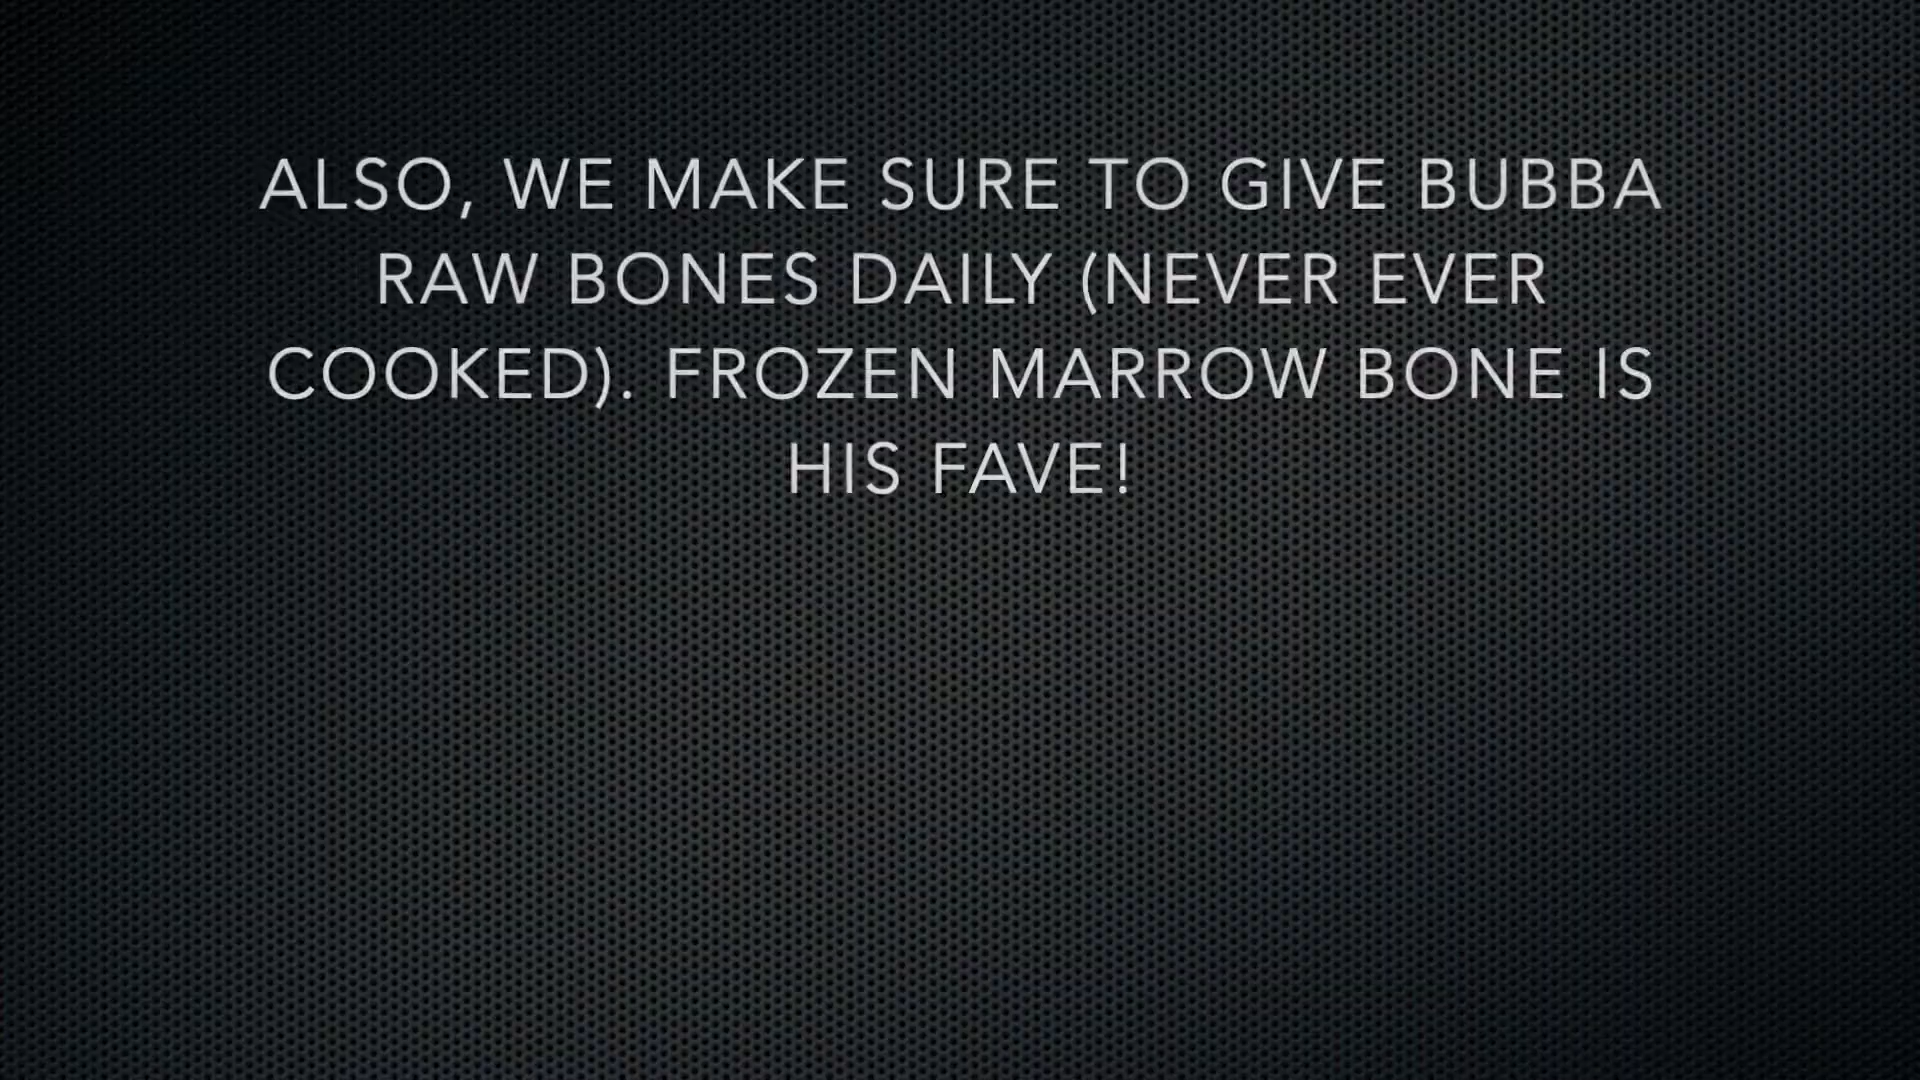 ALSO, WE MAKE SURE TO GIVE BUBBA
RAW BONES DAILY (NEVER EVER
COOKED). FROZEN MARROW BONE IS
HIS FAVE!